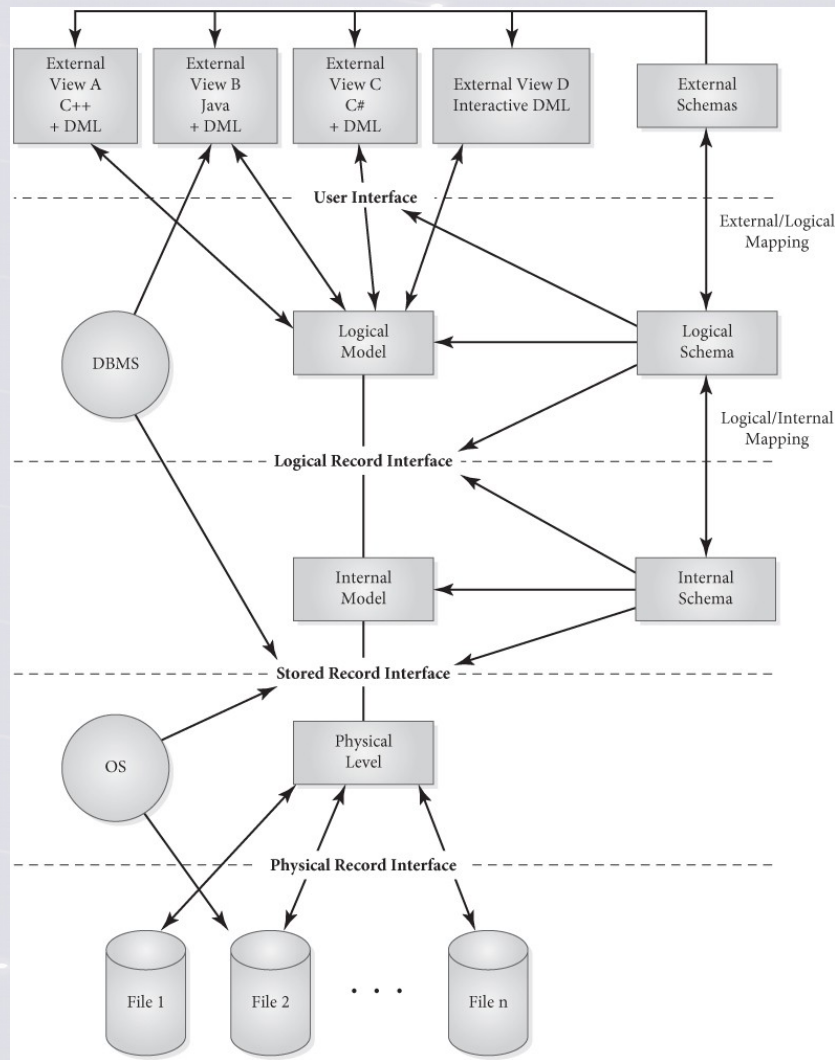 External
View A
C++
+ DML
External
View B
Java
+ DML
External
View C
C#
+ DML
External View D
Interactive DML
External
Schemas
User Interface
External/Logical
Mapping
DBMS
Logical
Model
Logical
Schema
Logical/Internal
Mapping
Logical Record Interface
Internal
Model
Internal
Schema
Stored Record Interface
OS
Physical
Level
Physical Record Interface
File 1
File 2
. . .
File n